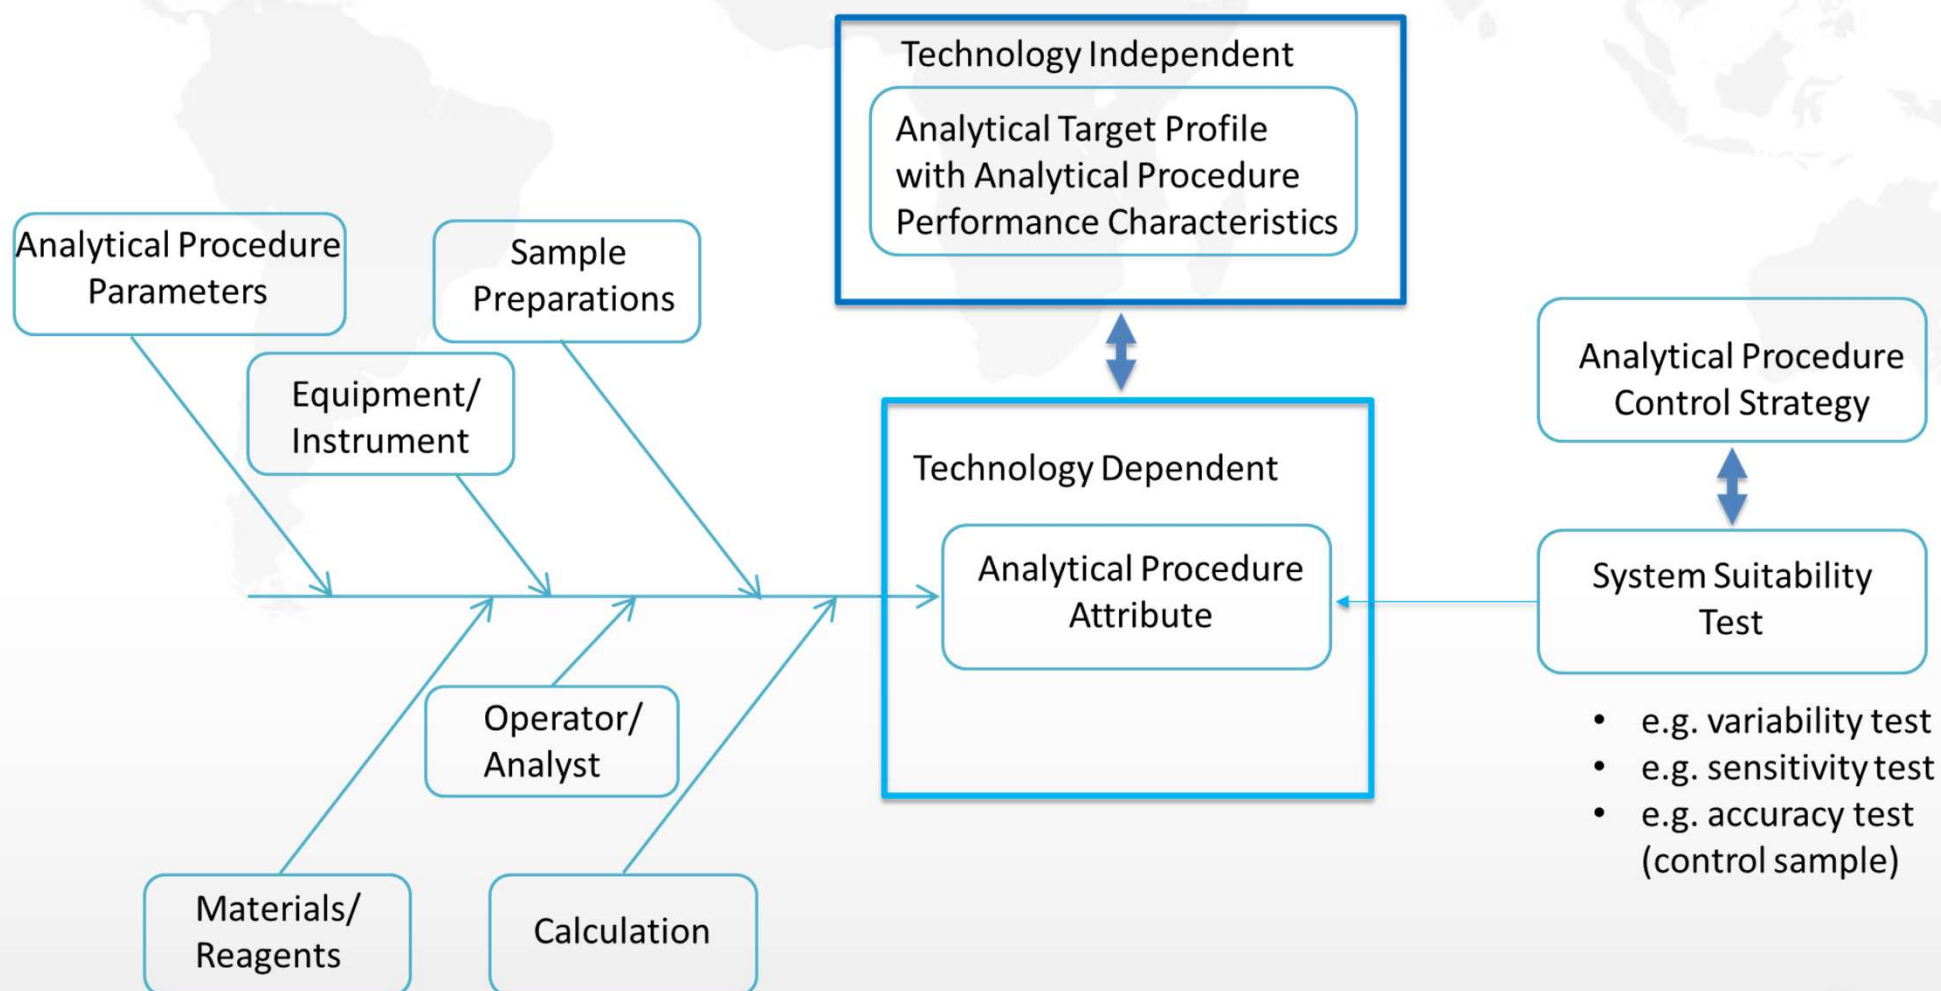 Technology Independent
Analytical Target Profile
with Analytical Procedure
Performance Characteristics
Analytical Procedure
Parameters
Sample
Preparations
Equipment/
Instrument
Analytical Procedure
Control Strategy
Technology Dependent
Analytical Procedure
Attribute
System Suitability
Test
Operator/
Analyst
• e.g. variability test
• e.g. sensitivity test
• e.g. accuracy test
(control sample)
Materials/
Reagents
Calculation